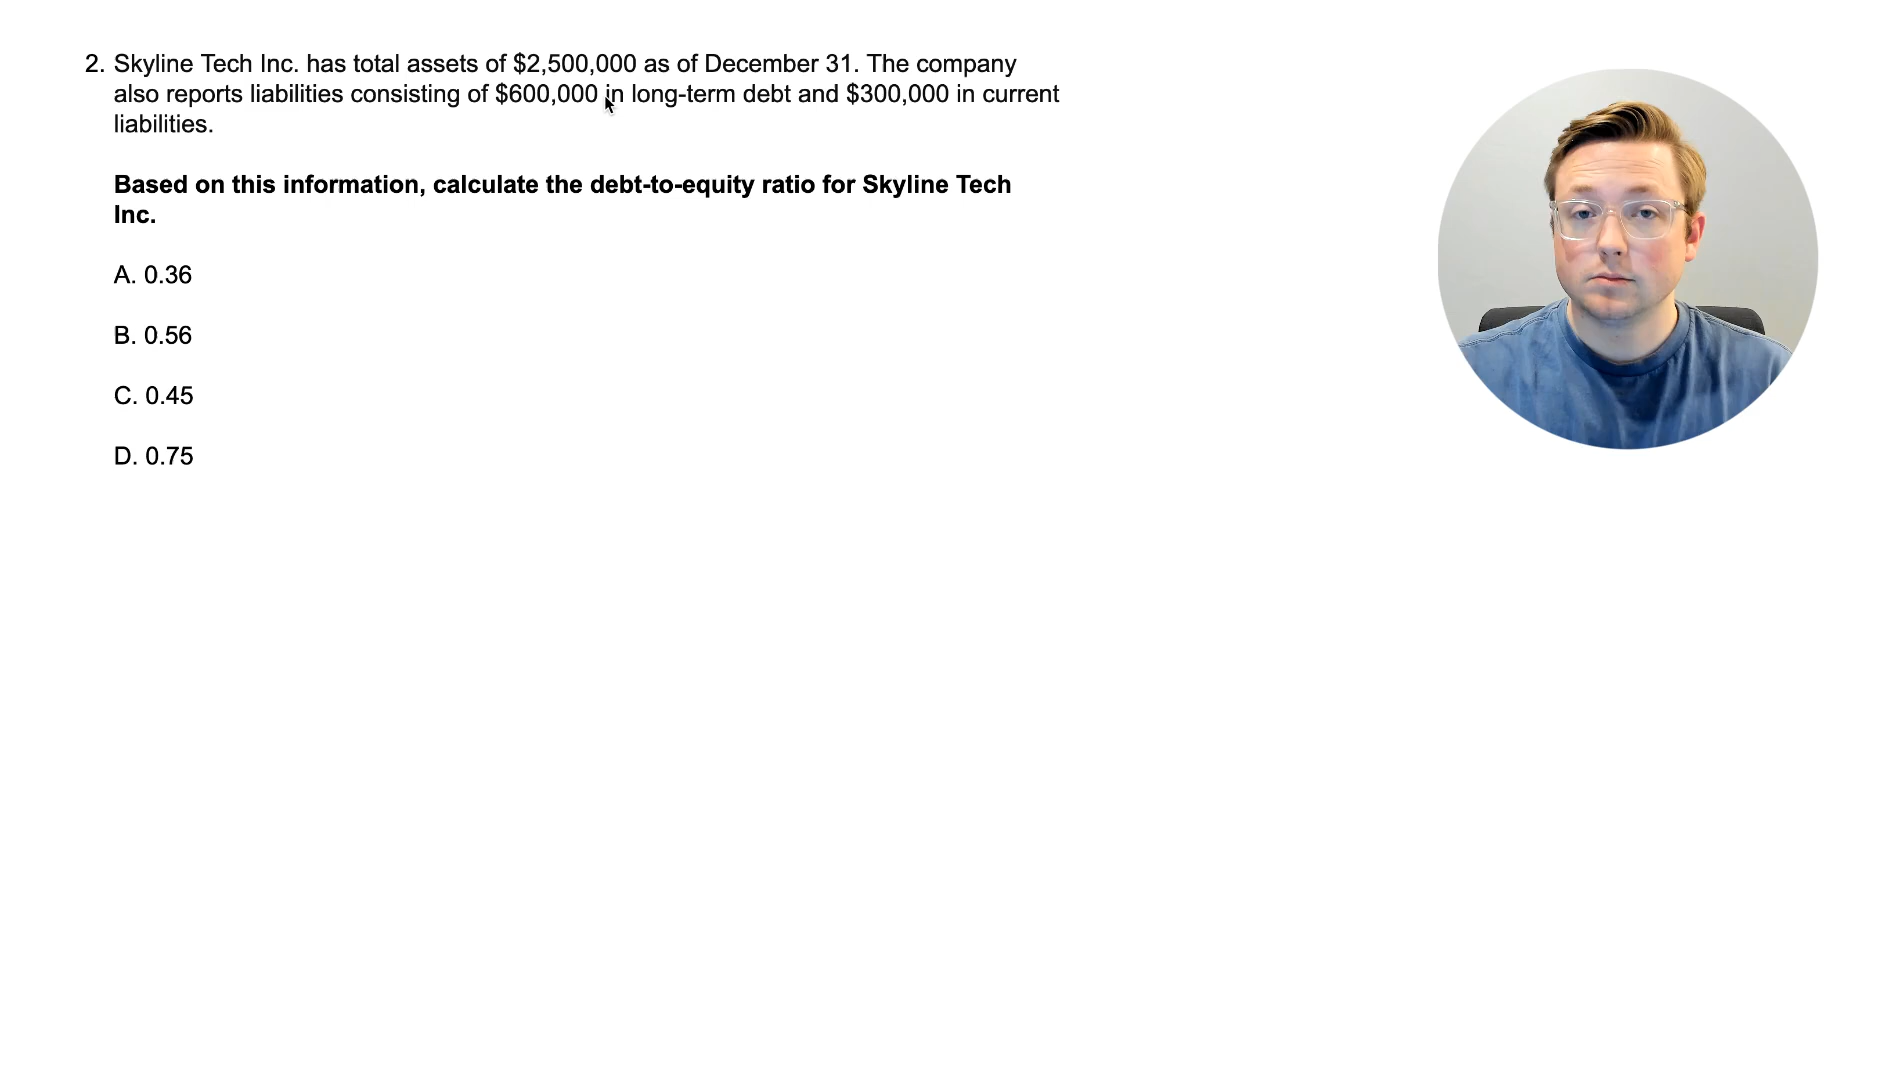 2. Skyline Tech Inc. has total assets of $2,500,000 as of December 31. The company
also reports liabilities consisting of $600,000 in long-term debt and $300,000 in current
liabilities.
Based on this information, calculate the debt-to-equity ratio for Skyline Tech
Inc.
A. 0.36
B. 0.56
C. 0.45
D. 0.75